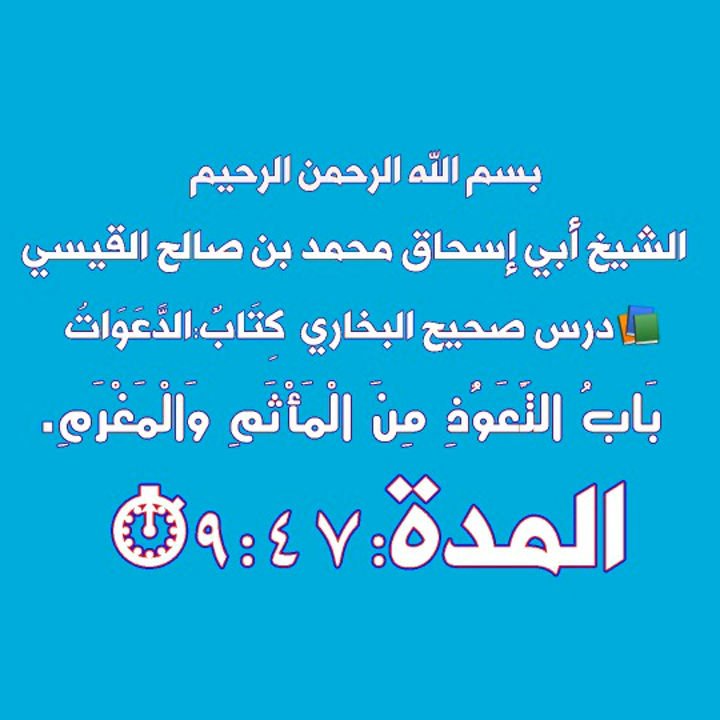 بسم الله الرحمن الرحيم
الشيخ أبي إسحاق محمد بن صالح القيسي
درس صحيح البخاري كِتَابُ:الدَّعَوَاتُ
بَابُ التَّعَوُّذِ مِنَ الْمَأْثَمِ وَالْمَغْرَمِ.
المدة:٩:٤٧